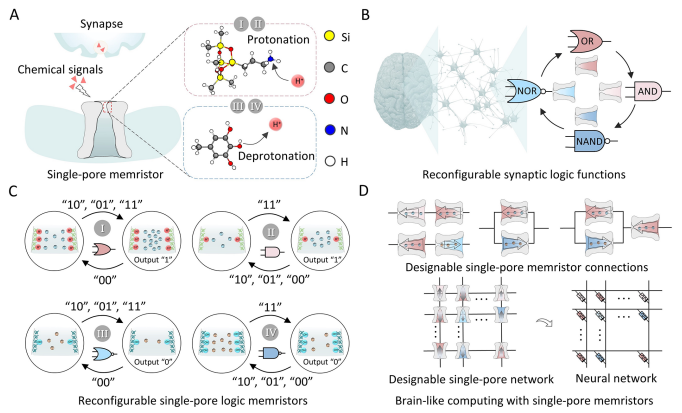 A
Synapse
Chemical signals
Single-pore memristor
I II
Protonation
H⁺
III IV
H⁺
Deprotonation
Si
C
O
N
H
B
OR
NOR
AND
NAND
Reconfigurable synaptic logic functions
C
“10”, “01”, “11”
I
Output “1”
“00”
“11”
II
Output “1”
“10”, “01”, “00”
“10”, “01”, “11”
III
Output “0”
“00”
“11”
IV
Output “0”
“10”, “01”, “00”
Reconfigurable single-pore logic memristors
D
Designable single-pore memristor connections
Designable single-pore network
Neural network
Brain-like computing with single-pore memristors